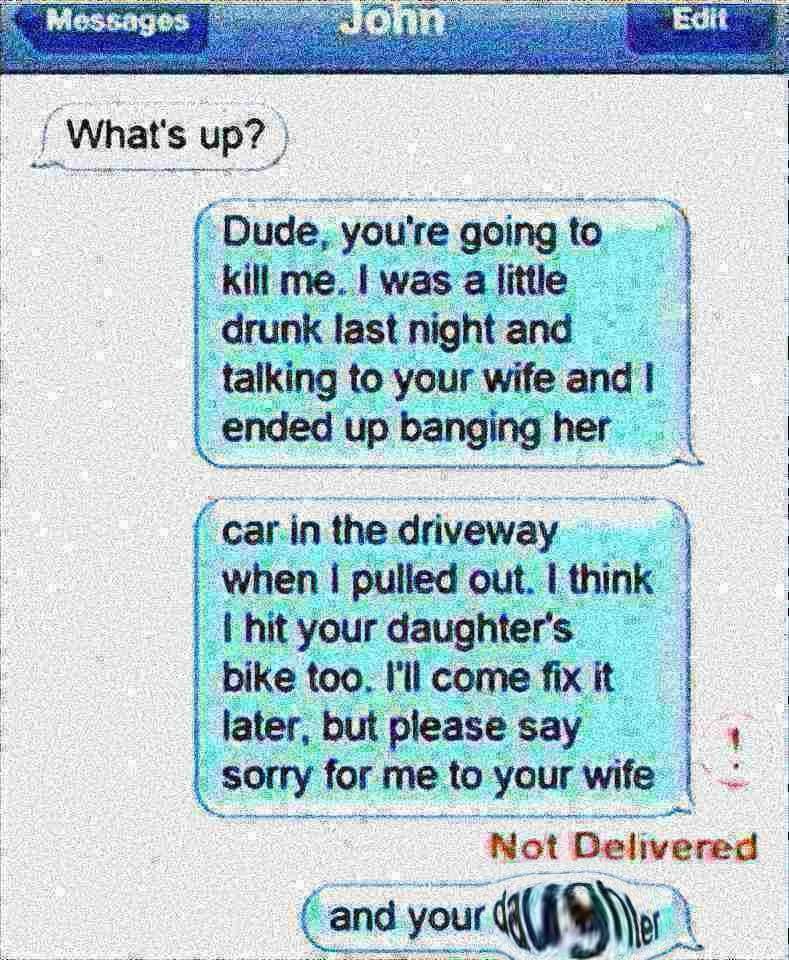 Messages John Edit
What's up?
Dude, you're going to
kill me. I was a little
drunk last night and
talking to your wife and I
ended up banging her
car in the driveway
when I pulled out. I think
I hit your daughter's
bike too. I'll come fix it
later, but please say
sorry for me to your wife
!
Not Delivered
and your daughter